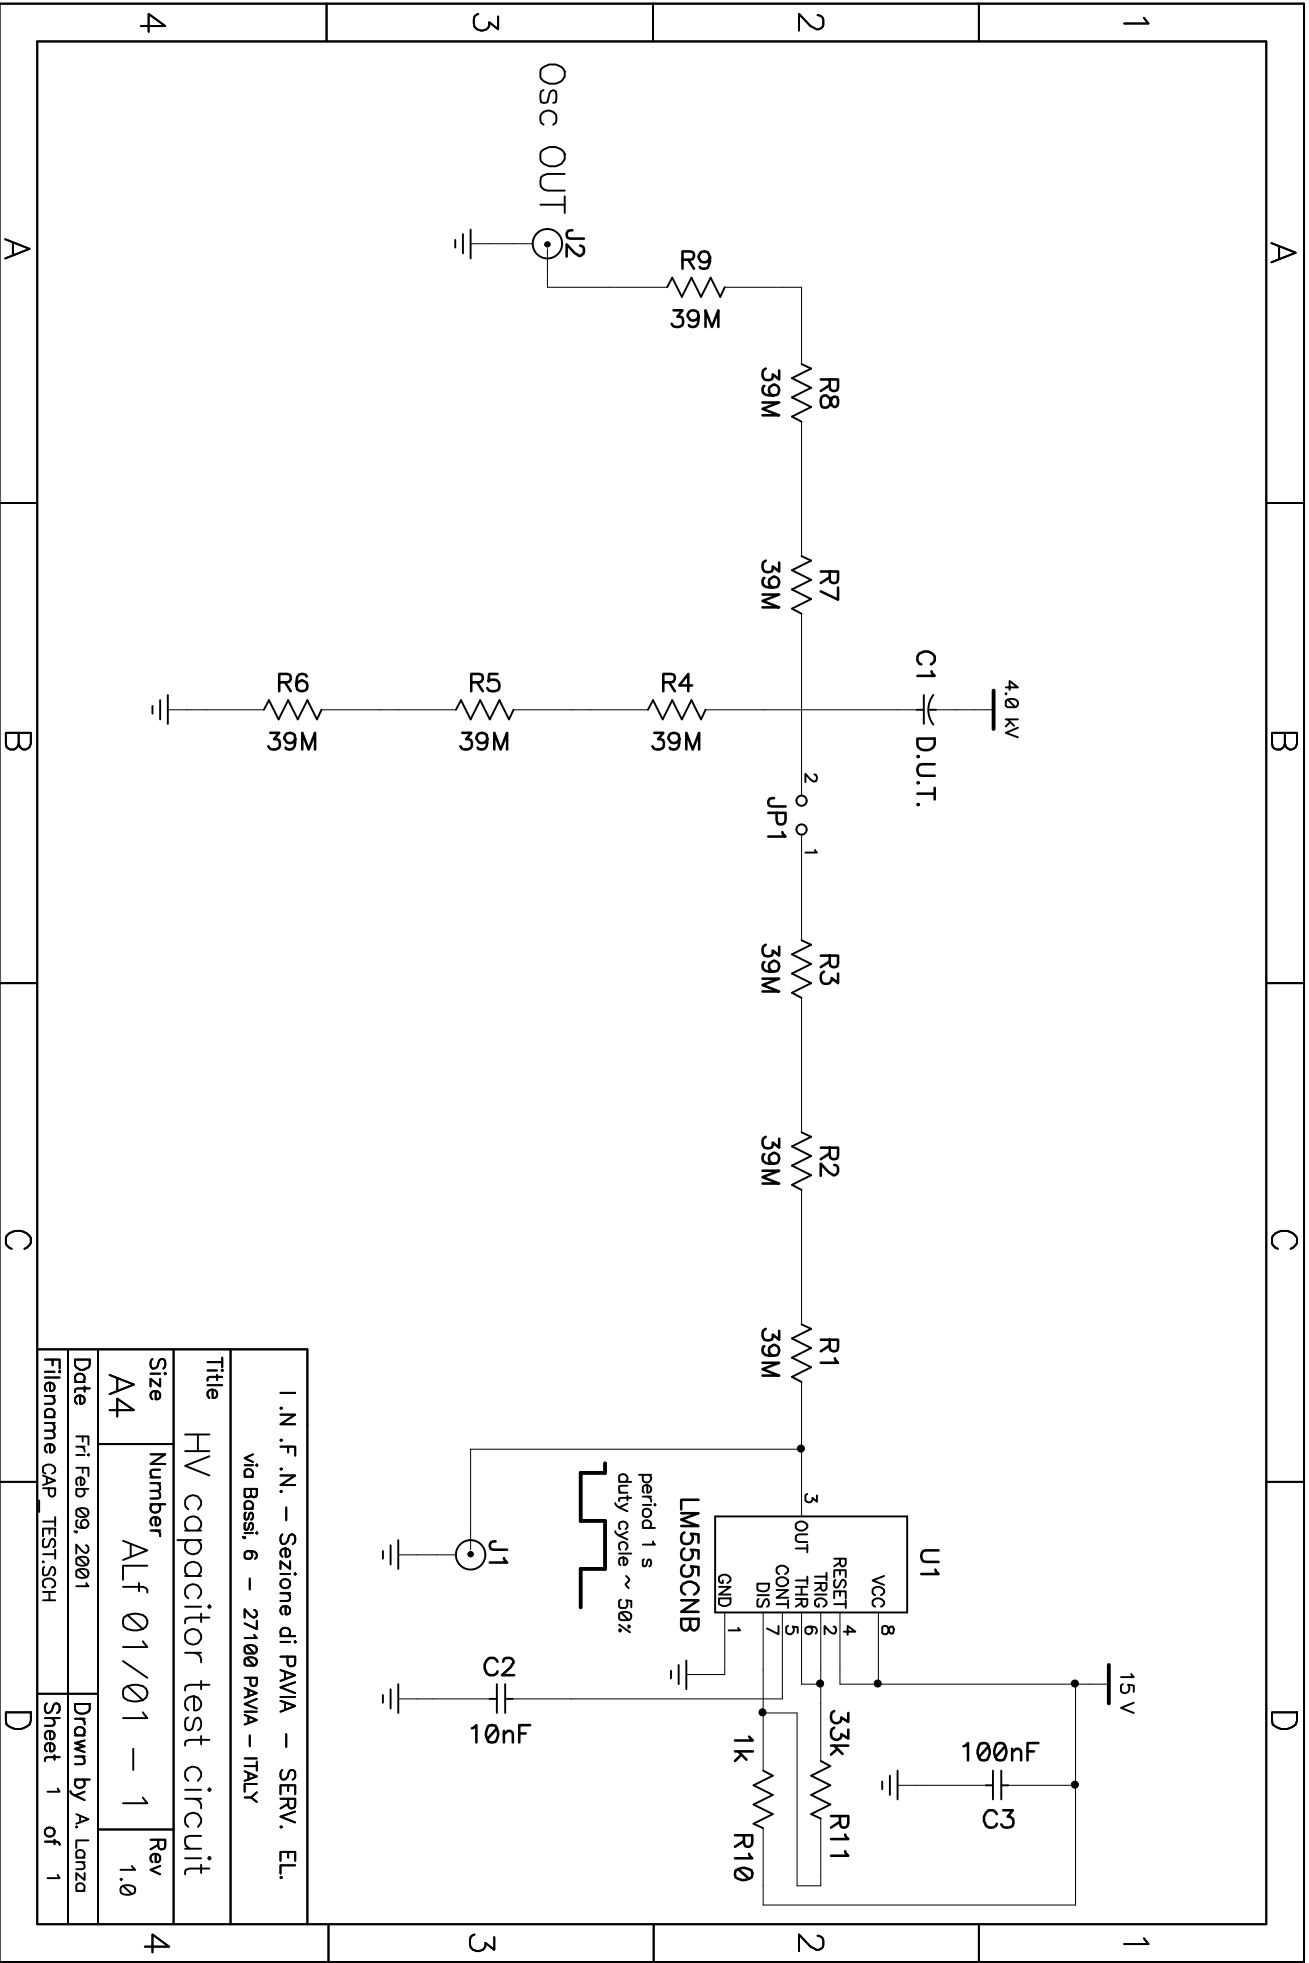 4
3
2
1
A
A
Osc OUT
J2
R9
39M
R8
39M
R7
39M
4.0 kV
C1
D.U.T.
R6
39M
R5
39M
R4
39M
2
JP1
1
B
B
R3
39M
R2
39M
R1
39M
C
C
3
U1
OUT
RESET
TRIG
THR
CONT
DIS
GND
VCC
8
4
2
6
5
7
1
LM555CNB
period 1 s
duty cycle ~ 50%
J1
15 V
C2
10nF
33k
R11
1k
R10
100nF
C3
D
D
I.N.F.N. - Sezione di PAVIA - SERV. EL.
via Bassi, 6 - 27100 PAVIA - ITALY
Title
HV capacitor test circuit
Size
A4
Number
ALf 01/01 - 1
Rev
1.0
Date Fri Feb 09, 2001
Drawn by A. Lanza
Filename CAP_TEST.SCH
Sheet 1 of 1
4
3
2
1